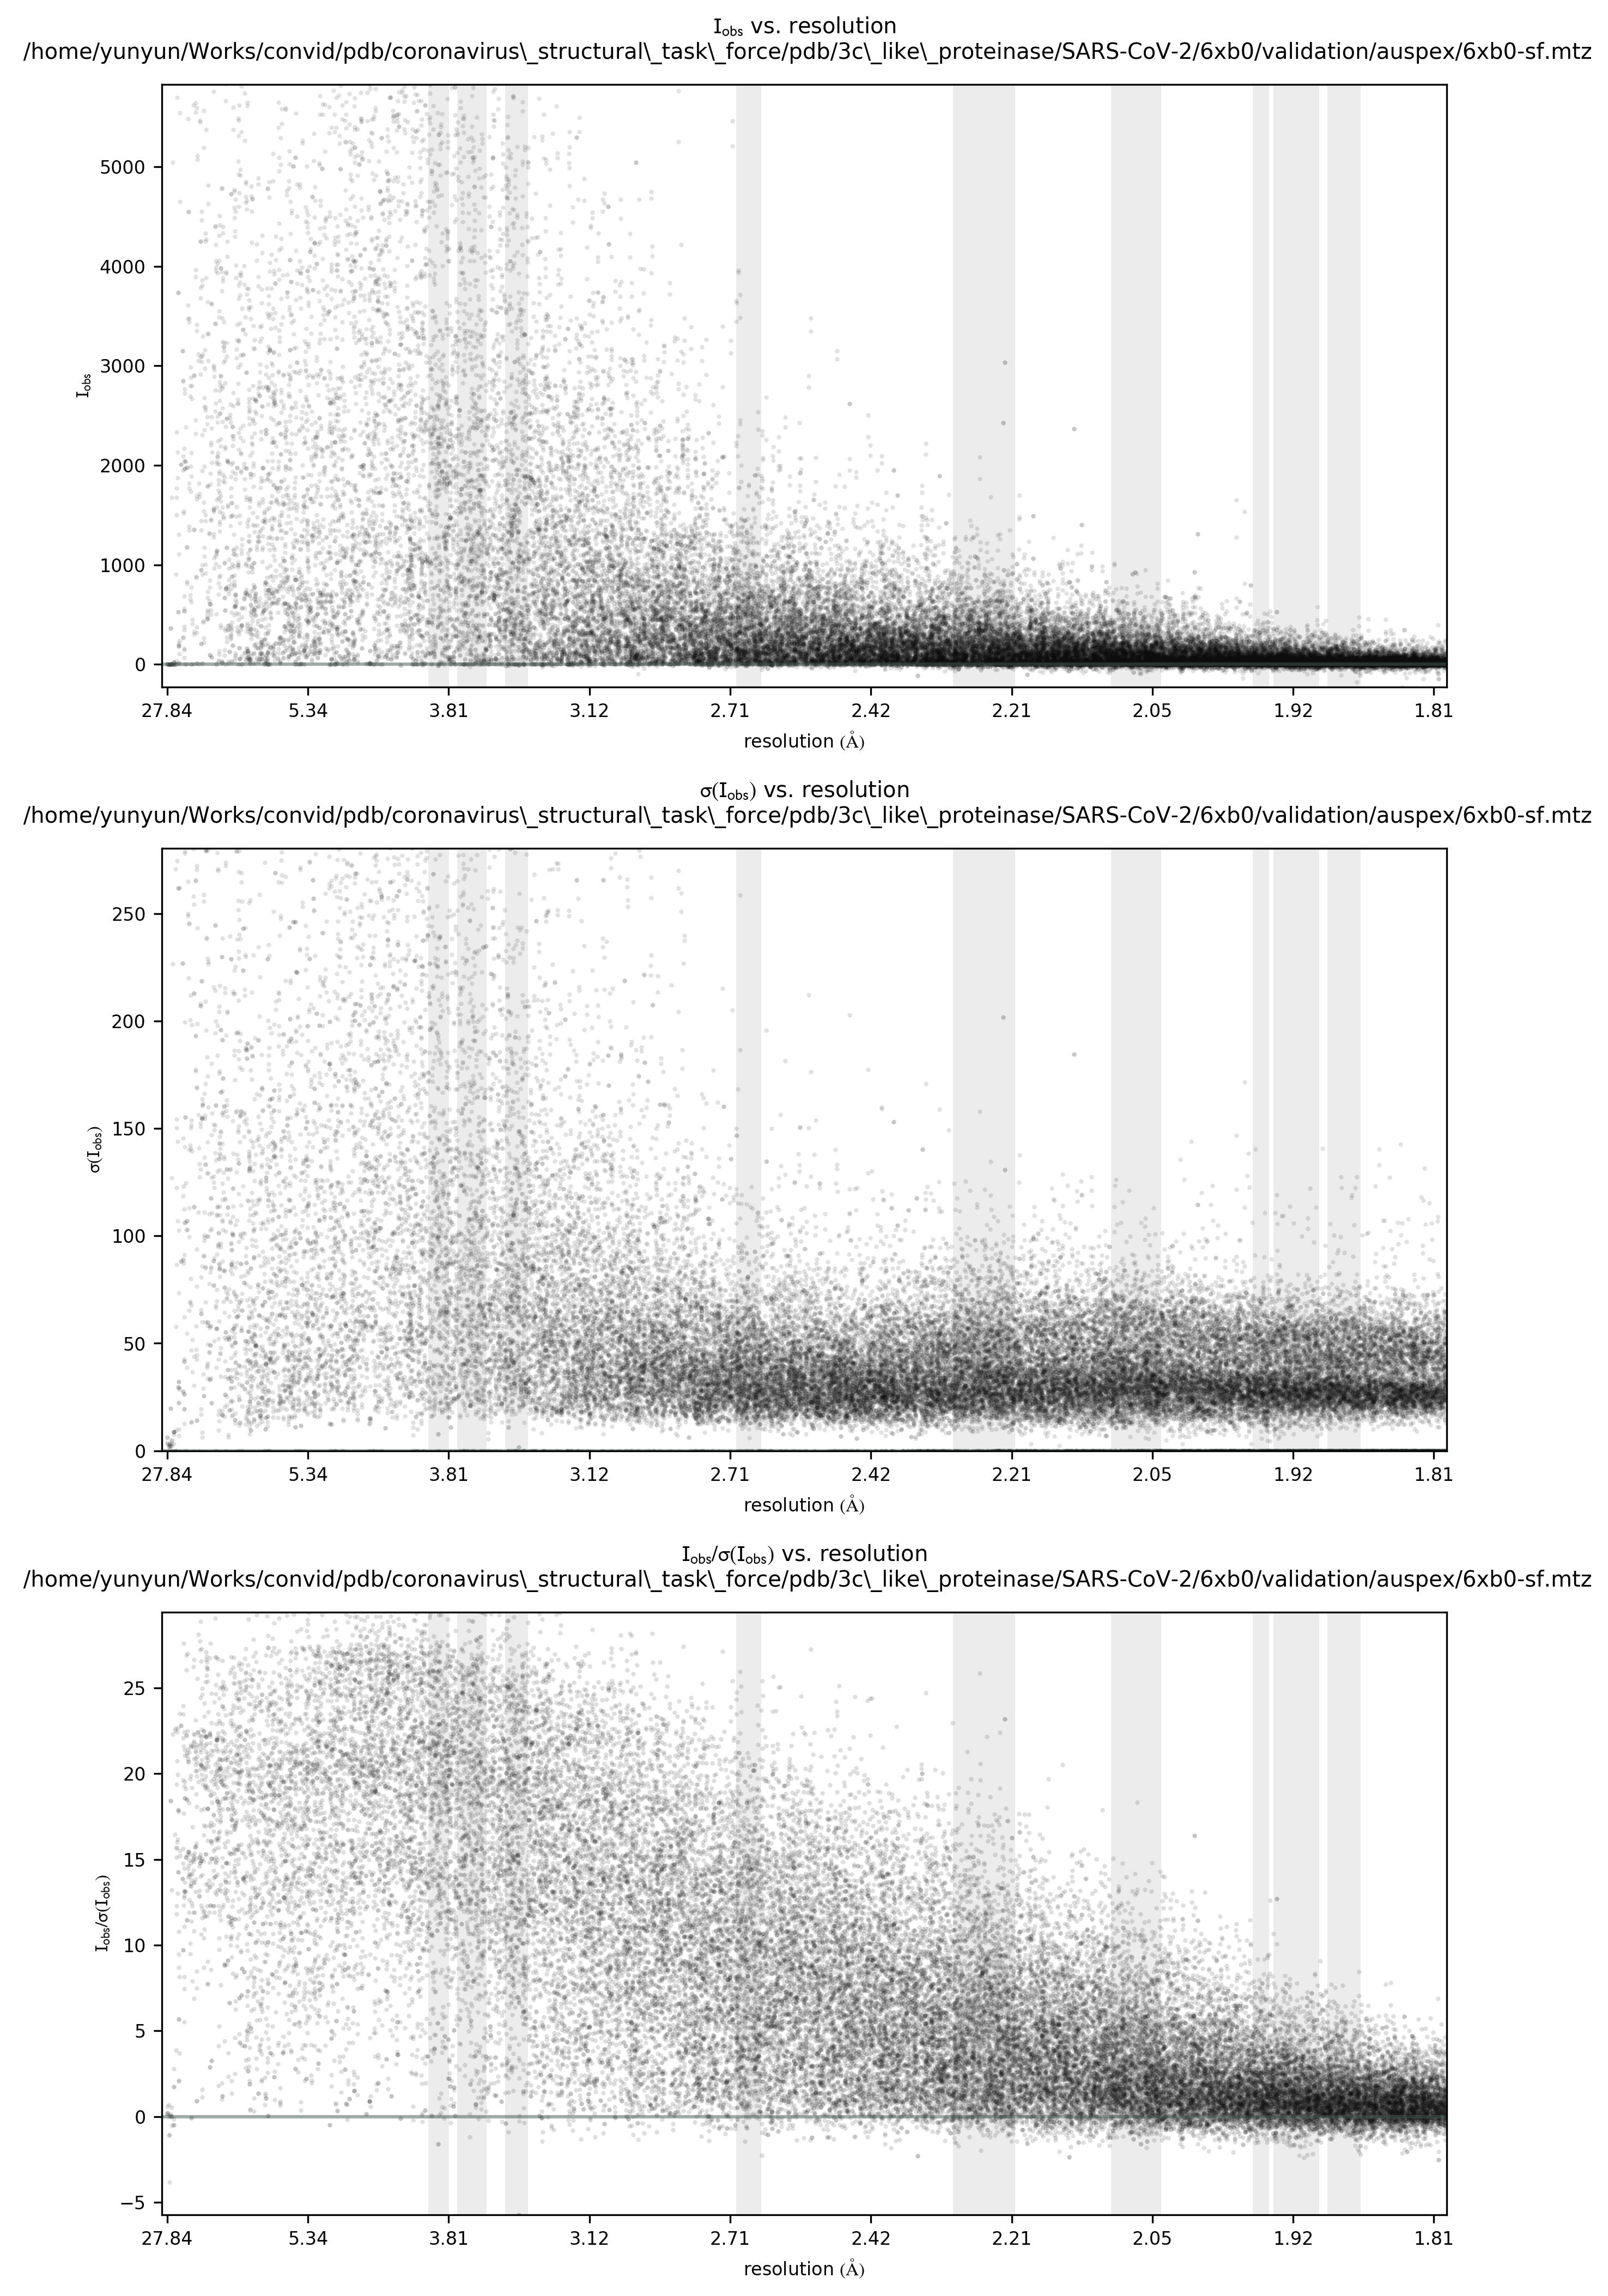 Iobs vs. resolution
/home/yunyun/Works/convid/pdb/coronavirus\_structural\_task\_force/pdb/3c\_like\_proteinase/SARS-CoV-2/6xb0/validation/auspex/6xb0-sf.mtz
5000
4000
3000
2000
1000
0
Iobs
27.84 5.34 3.81 3.12 2.71 2.42 2.21 2.05 1.92 1.81
resolution (Å)
σ(Iobs) vs. resolution
/home/yunyun/Works/convid/pdb/coronavirus\_structural\_task\_force/pdb/3c\_like\_proteinase/SARS-CoV-2/6xb0/validation/auspex/6xb0-sf.mtz
250
200
150
100
50
0
σ(Iobs)
27.84 5.34 3.81 3.12 2.71 2.42 2.21 2.05 1.92 1.81
resolution (Å)
Iobs/σ(Iobs) vs. resolution
/home/yunyun/Works/convid/pdb/coronavirus\_structural\_task\_force/pdb/3c\_like\_proteinase/SARS-CoV-2/6xb0/validation/auspex/6xb0-sf.mtz
25
20
15
10
5
0
−5
Iobs/σ(Iobs)
27.84 5.34 3.81 3.12 2.71 2.42 2.21 2.05 1.92 1.81
resolution (Å)